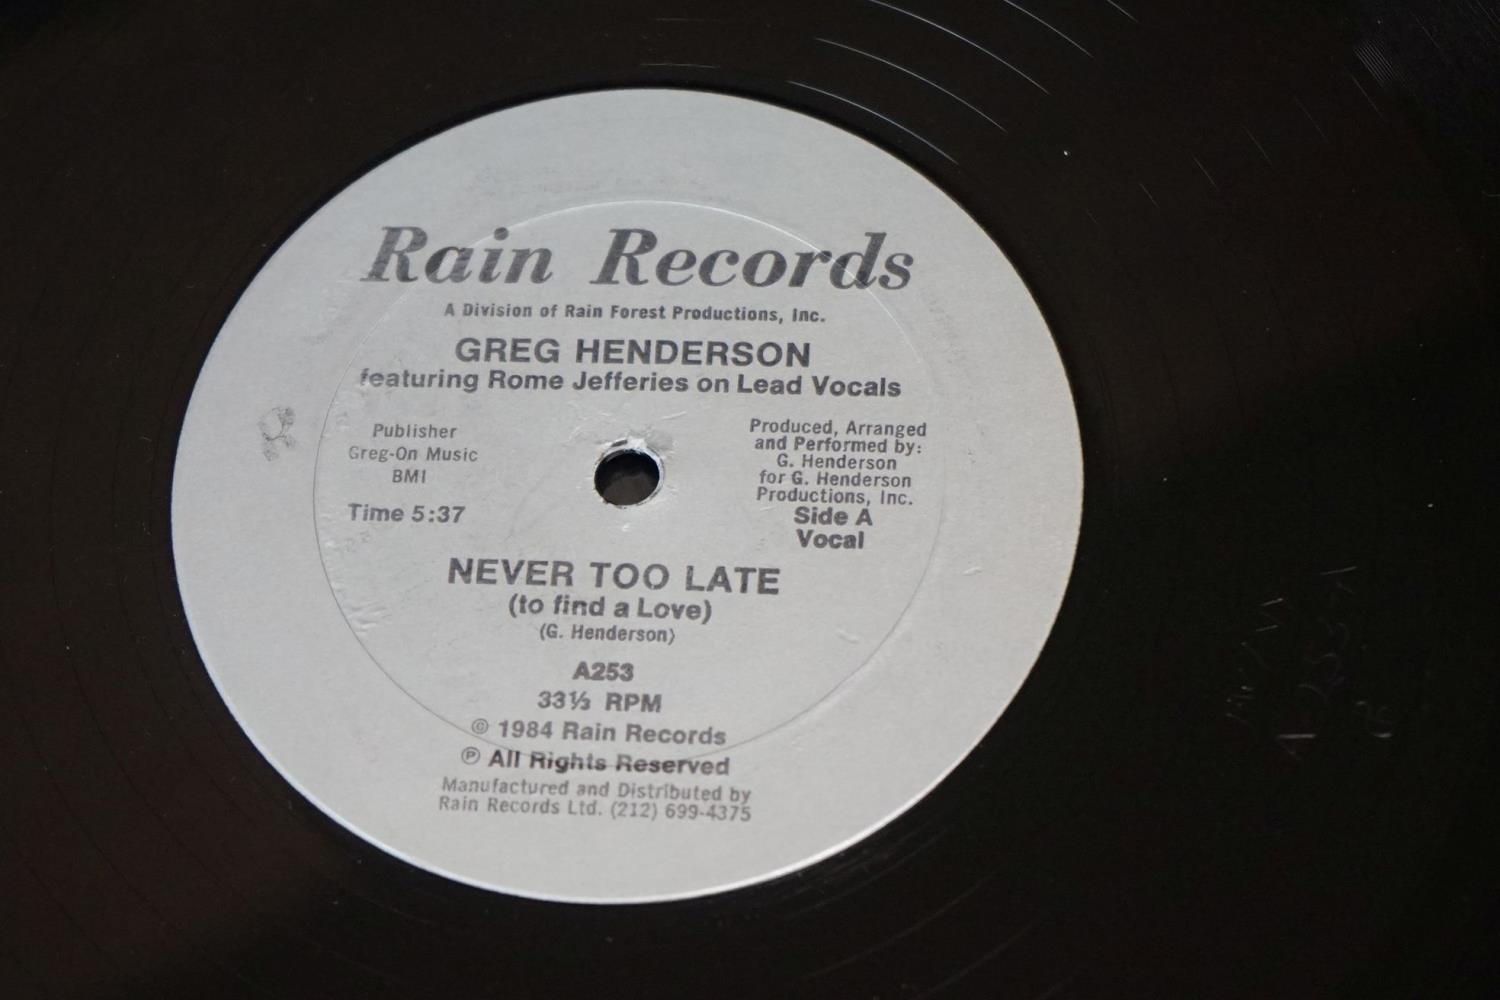 Rain Records
A Division of Rain Forest Productions, Inc.
GREG HENDERSON
featuring Rome Jefferies on Lead Vocals
Publisher
Greg-On Music
BMI
Time 5:37
Produced, Arranged
and Performed by:
G. Henderson
for G. Henderson
Productions, Inc.
Side A
Vocal
NEVER TOO LATE
(to find a Love)
(G. Henderson)
A253
33⅓ RPM
© 1984 Rain Records
℗ All Rights Reserved
Manufactured and Distributed by
Rain Records Ltd. (212) 699-4375